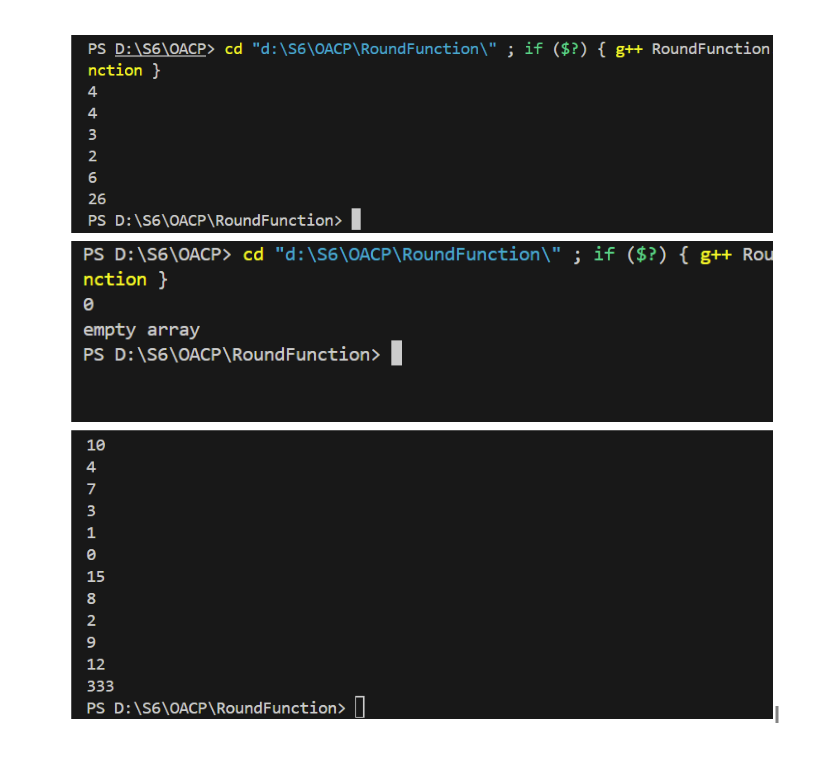 PS D:\S6\OACP> cd "d:\S6\OACP\RoundFunction\" ; if ($?) { g++ RoundFunction
nction }
4
4
3
2
6
26
PS D:\S6\OACP\RoundFunction>
PS D:\S6\OACP> cd "d:\S6\OACP\RoundFunction\" ; if ($?) { g++ Rou
nction }
0
empty array
PS D:\S6\OACP\RoundFunction>
10
4
7
3
1
0
15
8
2
9
12
333
PS D:\S6\OACP\RoundFunction>